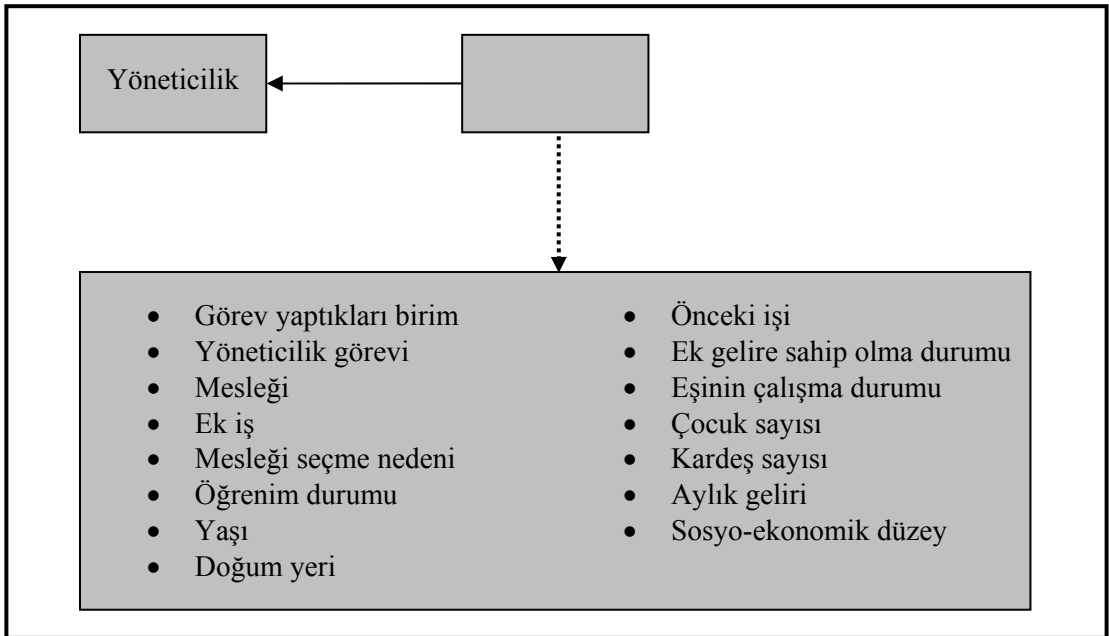 Yöneticilik
• Görev yaptıkları birim
• Yöneticilik görevi
• Mesleği
• Ek iş
• Mesleği seçme nedeni
• Öğrenim durumu
• Yaşı
• Doğum yeri
• Önceki işi
• Ek gelire sahip olma durumu
• Eşinin çalışma durumu
• Çocuk sayısı
• Kardeş sayısı
• Aylık geliri
• Sosyo-ekonomik düzey